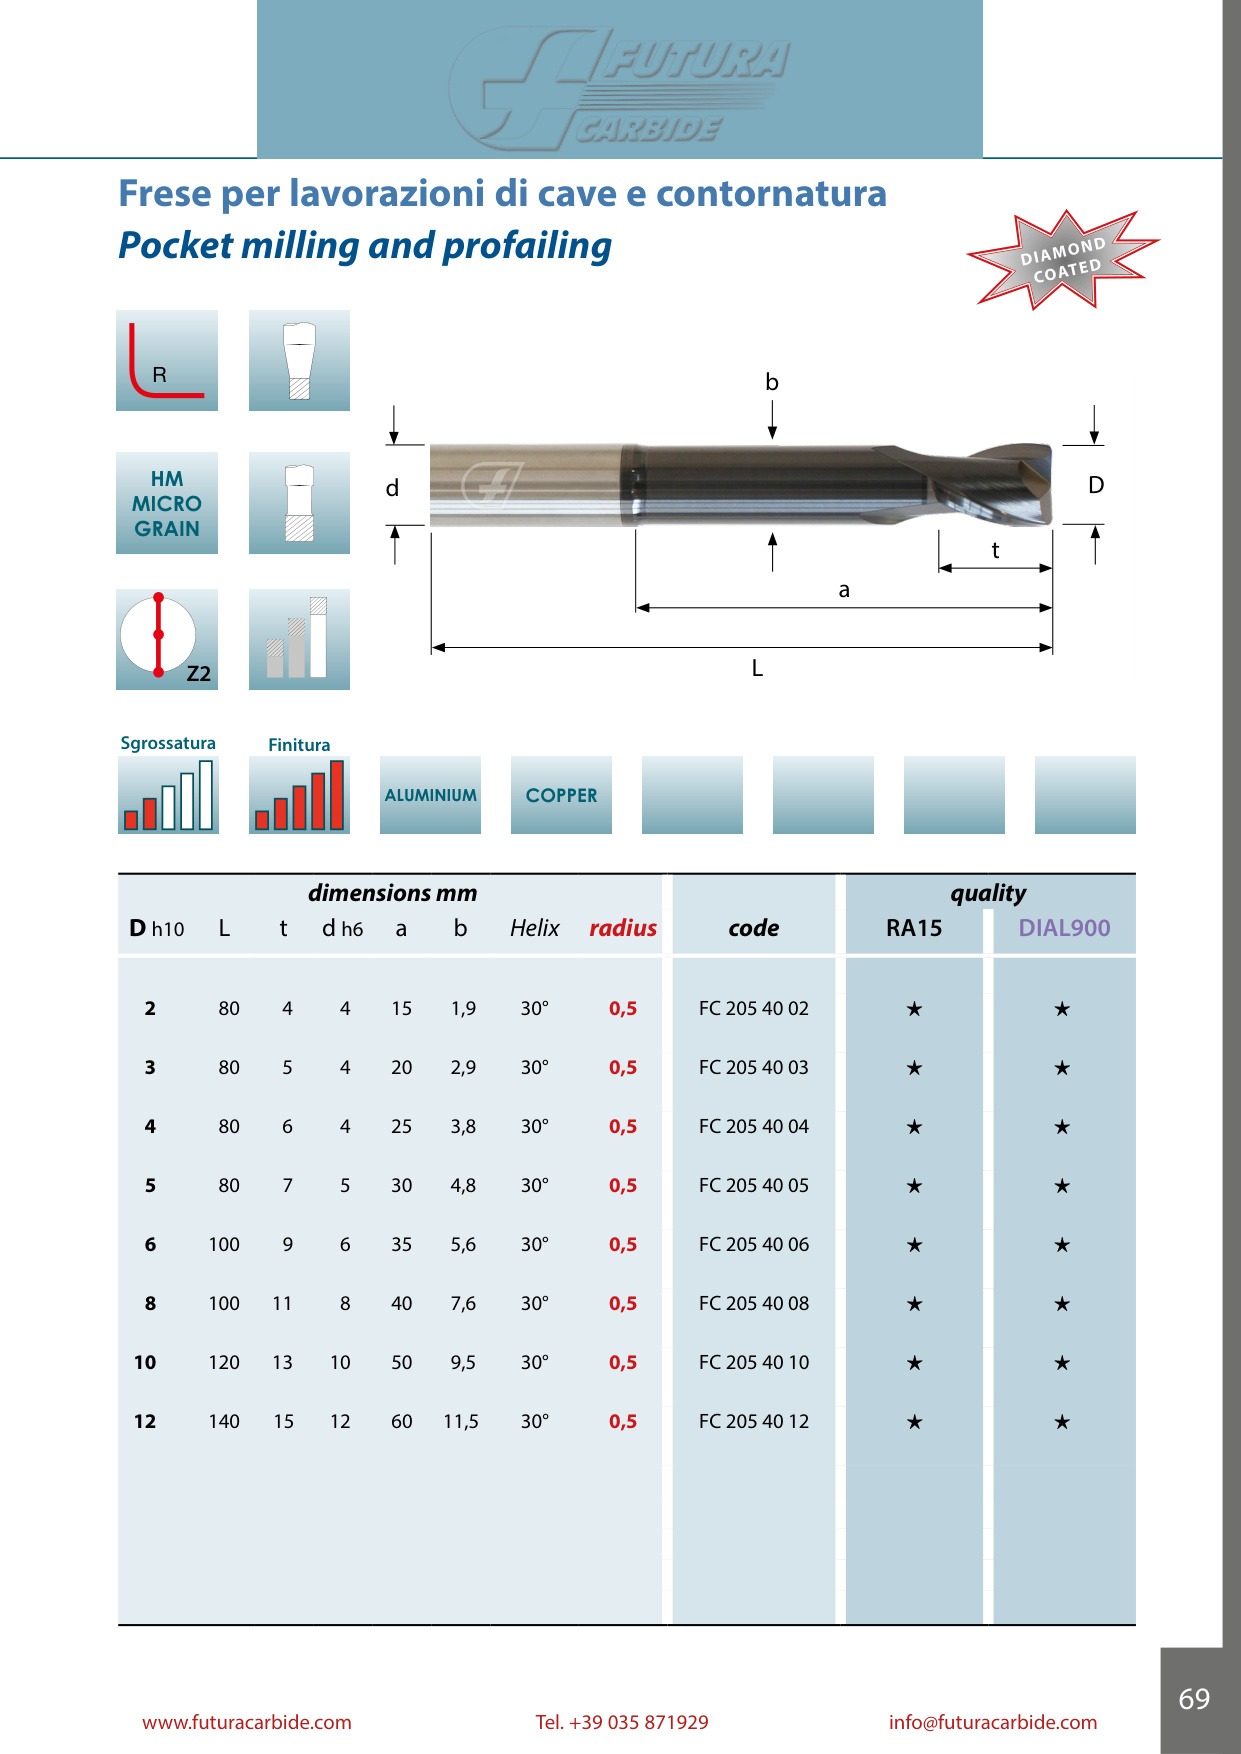 FUTURA
CARBIDE
Frese per lavorazioni di cave e contornatura
Pocket milling and profailing
DIAMOND
COATED
R
HM
MICRO
GRAIN
Z2
b
d
D
t
a
L
Sgrossatura
Finitura
ALUMINIUM
COPPER
dimensions mm quality
D h10 L t d h6 a b Helix radius code RA15 DIAL900
2 80 4 4 15 1,9 30° 0,5 FC 205 40 02 ★ ★
3 80 5 4 20 2,9 30° 0,5 FC 205 40 03 ★ ★
4 80 6 4 25 3,8 30° 0,5 FC 205 40 04 ★ ★
5 80 7 5 30 4,8 30° 0,5 FC 205 40 05 ★ ★
6 100 9 6 35 5,6 30° 0,5 FC 205 40 06 ★ ★
8 100 11 8 40 7,6 30° 0,5 FC 205 40 08 ★ ★
10 120 13 10 50 9,5 30° 0,5 FC 205 40 10 ★ ★
12 140 15 12 60 11,5 30° 0,5 FC 205 40 12 ★ ★
69
www.futuracarbide.com Tel. +39 035 871929 info@futuracarbide.com